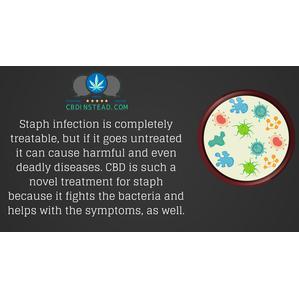 CBDINSTEAD.COM
Staph infection is completely
treatable, but if it goes untreated
it can cause harmful and even
deadly diseases. CBD is such a
novel treatment for staph
because it fights the bacteria and
helps with the symptoms, as well.